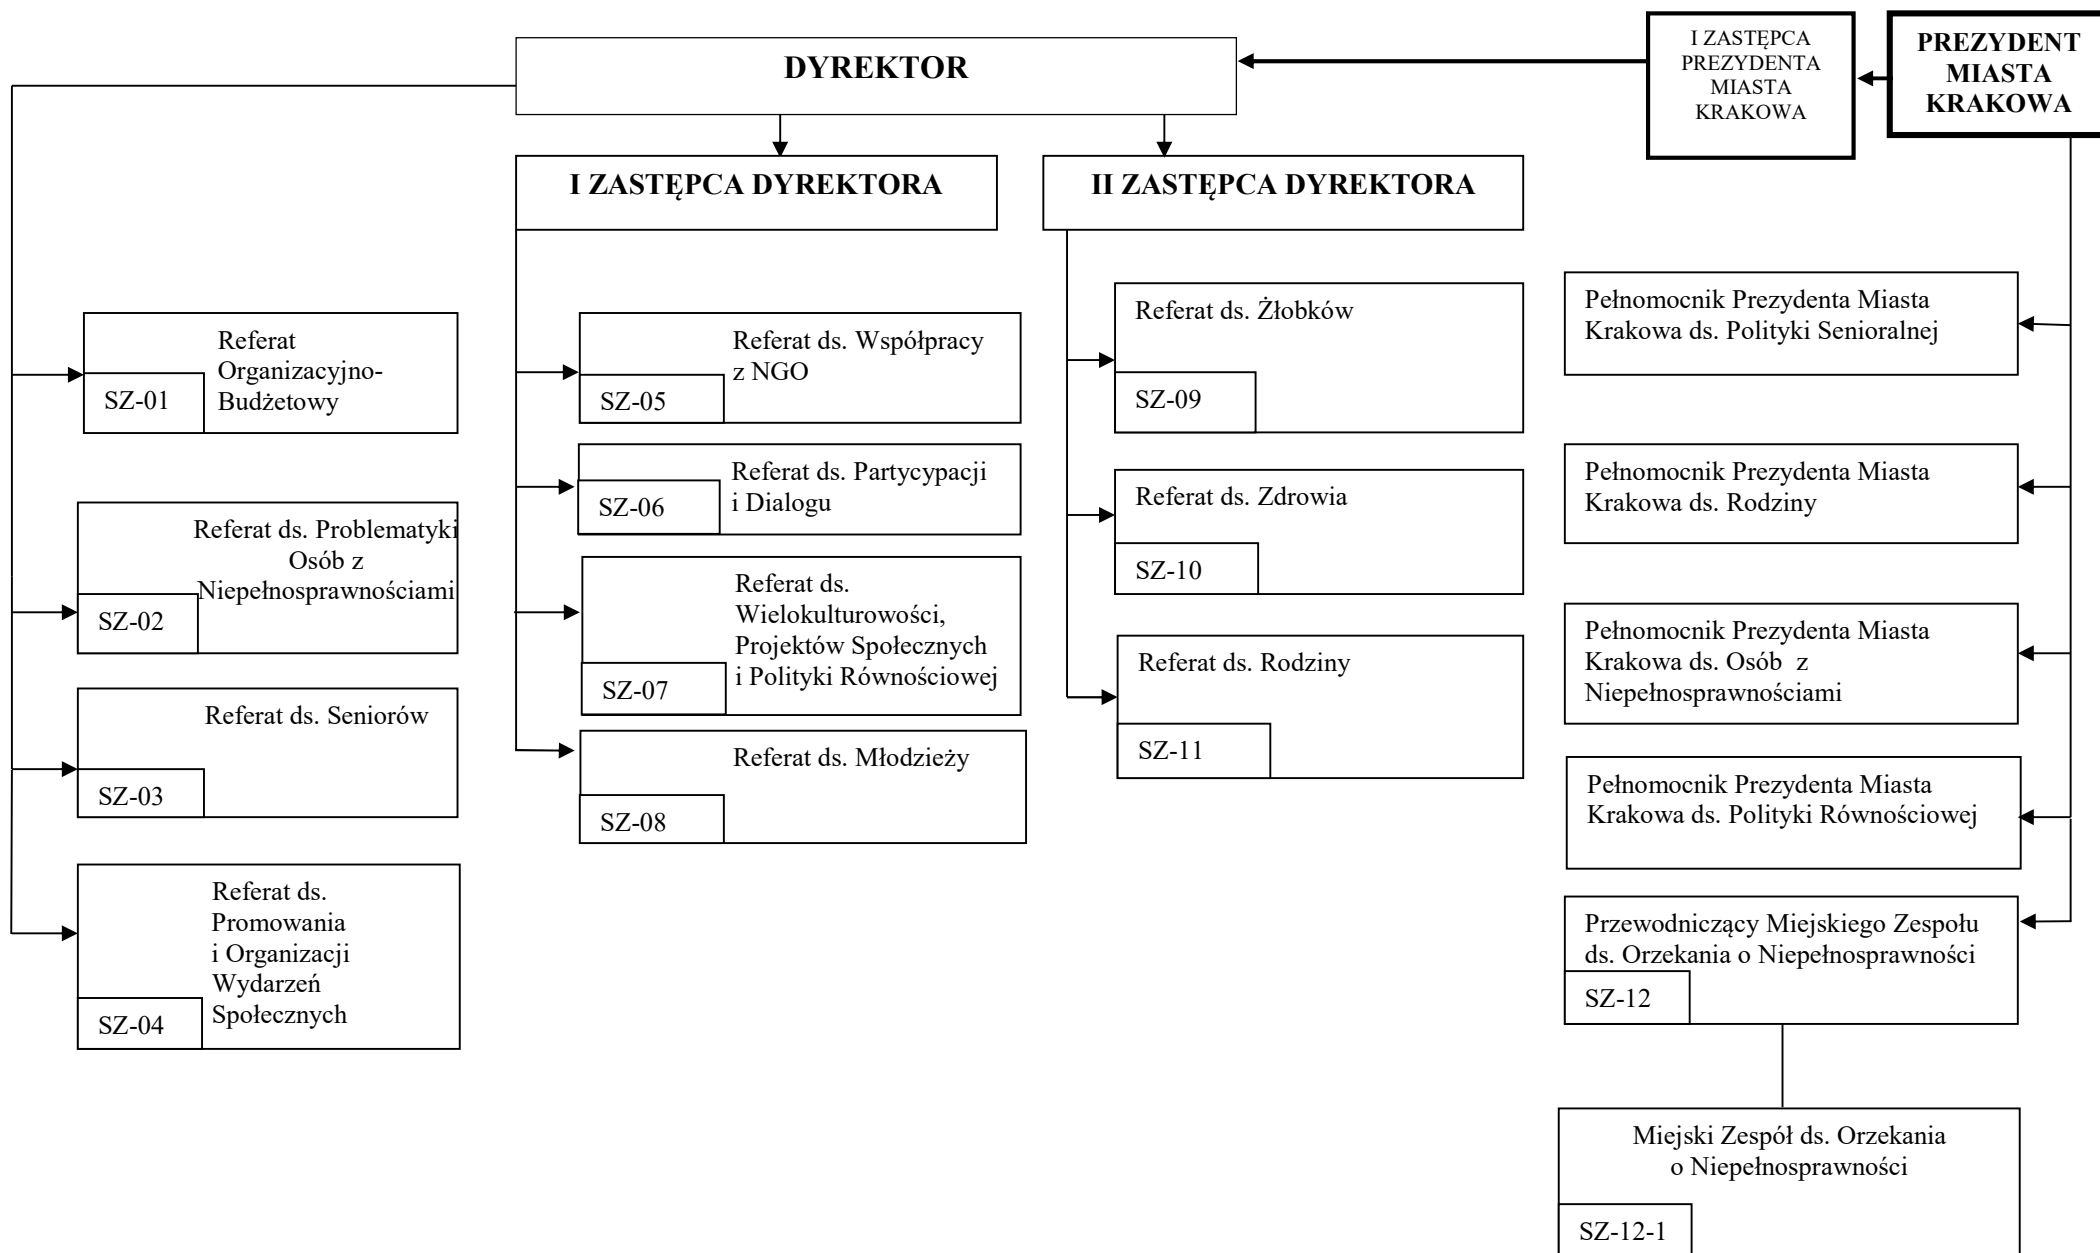 DYREKTOR
I ZASTĘPCA
PREZYDENTA
MIASTA
KRAKOWA
PREZYDENT
MIASTA
KRAKOWA
I ZASTĘPCA DYREKTORA
II ZASTĘPCA DYREKTORA
Referat
Organizacyjno-
Budżetowy
SZ-01
Referat ds. Problematyki
Osób z
Niepełnosprawnościami
SZ-02
Referat ds. Seniorów
SZ-03
Referat ds.
Promowania
i Organizacji
Wydarzeń
Społecznych
SZ-04
Referat ds. Współpracy
z NGO
SZ-05
Referat ds. Partycypacji
i Dialogu
SZ-06
Referat ds.
Wielokulturowości,
Projektów Społecznych
i Polityki Równościowej
SZ-07
Referat ds. Młodzieży
SZ-08
Referat ds. Żłobków
SZ-09
Referat ds. Zdrowia
SZ-10
Referat ds. Rodziny
SZ-11
Pełnomocnik Prezydenta Miasta
Krakowa ds. Polityki Senioralnej
Pełnomocnik Prezydenta Miasta
Krakowa ds. Rodziny
Pełnomocnik Prezydenta Miasta
Krakowa ds. Osób z
Niepełnosprawnościami
Pełnomocnik Prezydenta Miasta
Krakowa ds. Polityki Równościowej
Przewodniczący Miejskiego Zespołu
ds. Orzekania o Niepełnosprawności
SZ-12
Miejski Zespół ds. Orzekania
o Niepełnosprawności
SZ-12-1